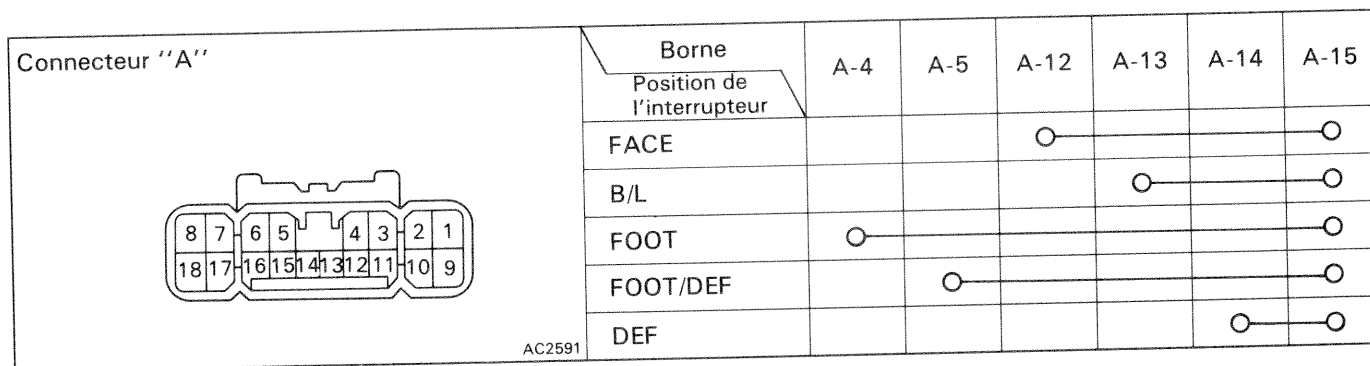 Connecteur ''A''
8 7 6 5 4 3 2 1
18 17 16 15 14 13 12 11 10 9
AC2591
Borne
Position de
l'interrupteur
A-4 A-5 A-12 A-13 A-14 A-15
FACE
B/L
FOOT
FOOT/DEF
DEF